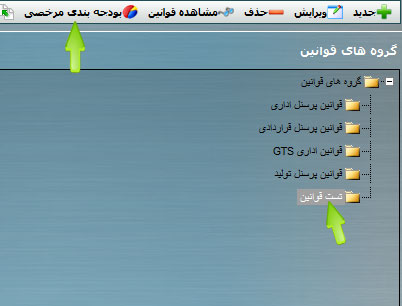 جدید ویرایش حذف مشاهده قوانین بودجه بندی مرخصی
گروه های قوانین
گروه های قوانین
قوانین پرسنل اداری
قوانین پرسنل قراردادی
قوانین اداری GTS
قوانین پرسنل تولید
تست قوانین